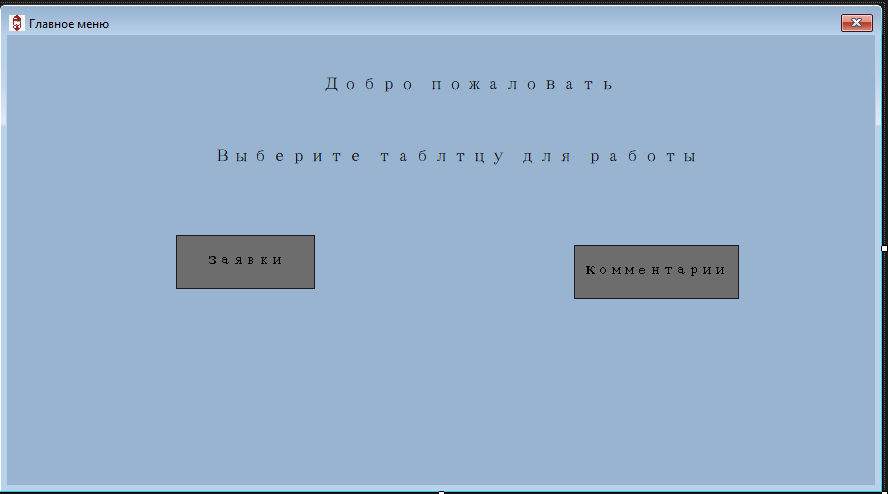 Главное меню
Добро пожаловать
Выберите таблтцу для работы
Заявки
Комментарии